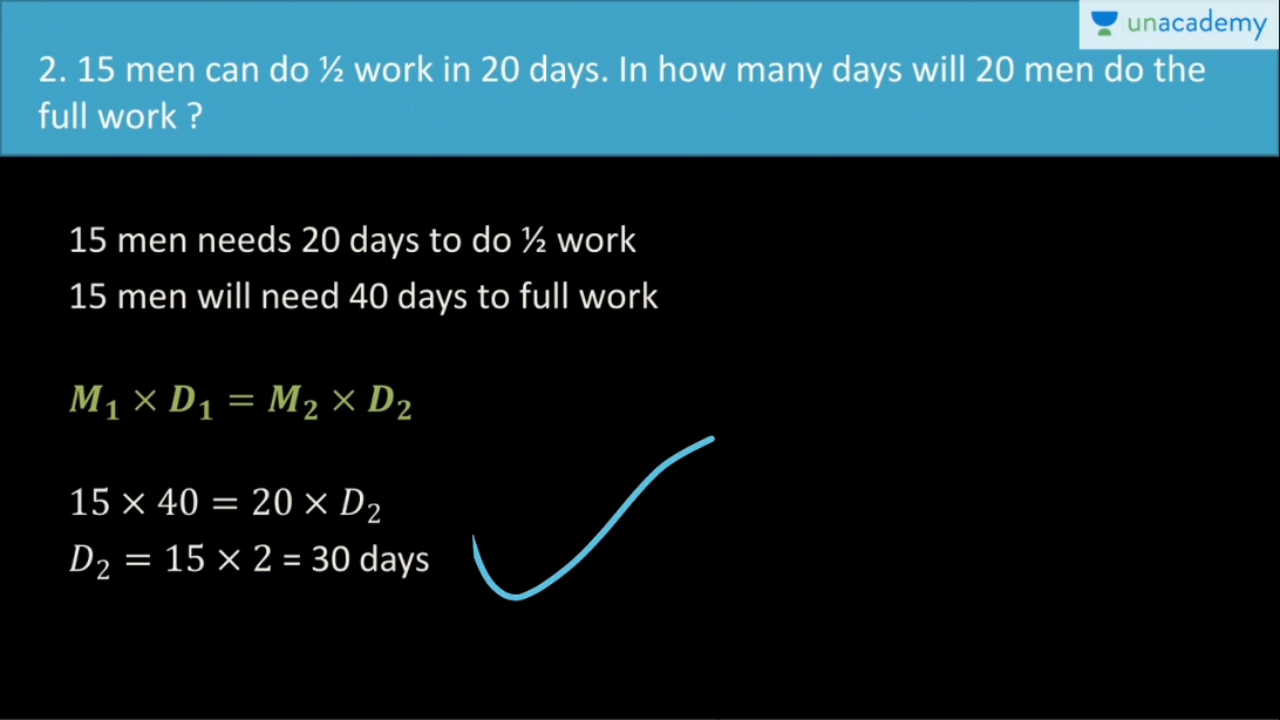 unacademy
2. 15 men can do ½ work in 20 days. In how many days will 20 men do the
full work ?
15 men needs 20 days to do ½ work
15 men will need 40 days to full work
M₁ × D₁ = M₂ × D₂
15 × 40 = 20 × D₂
D₂ = 15 × 2 = 30 days